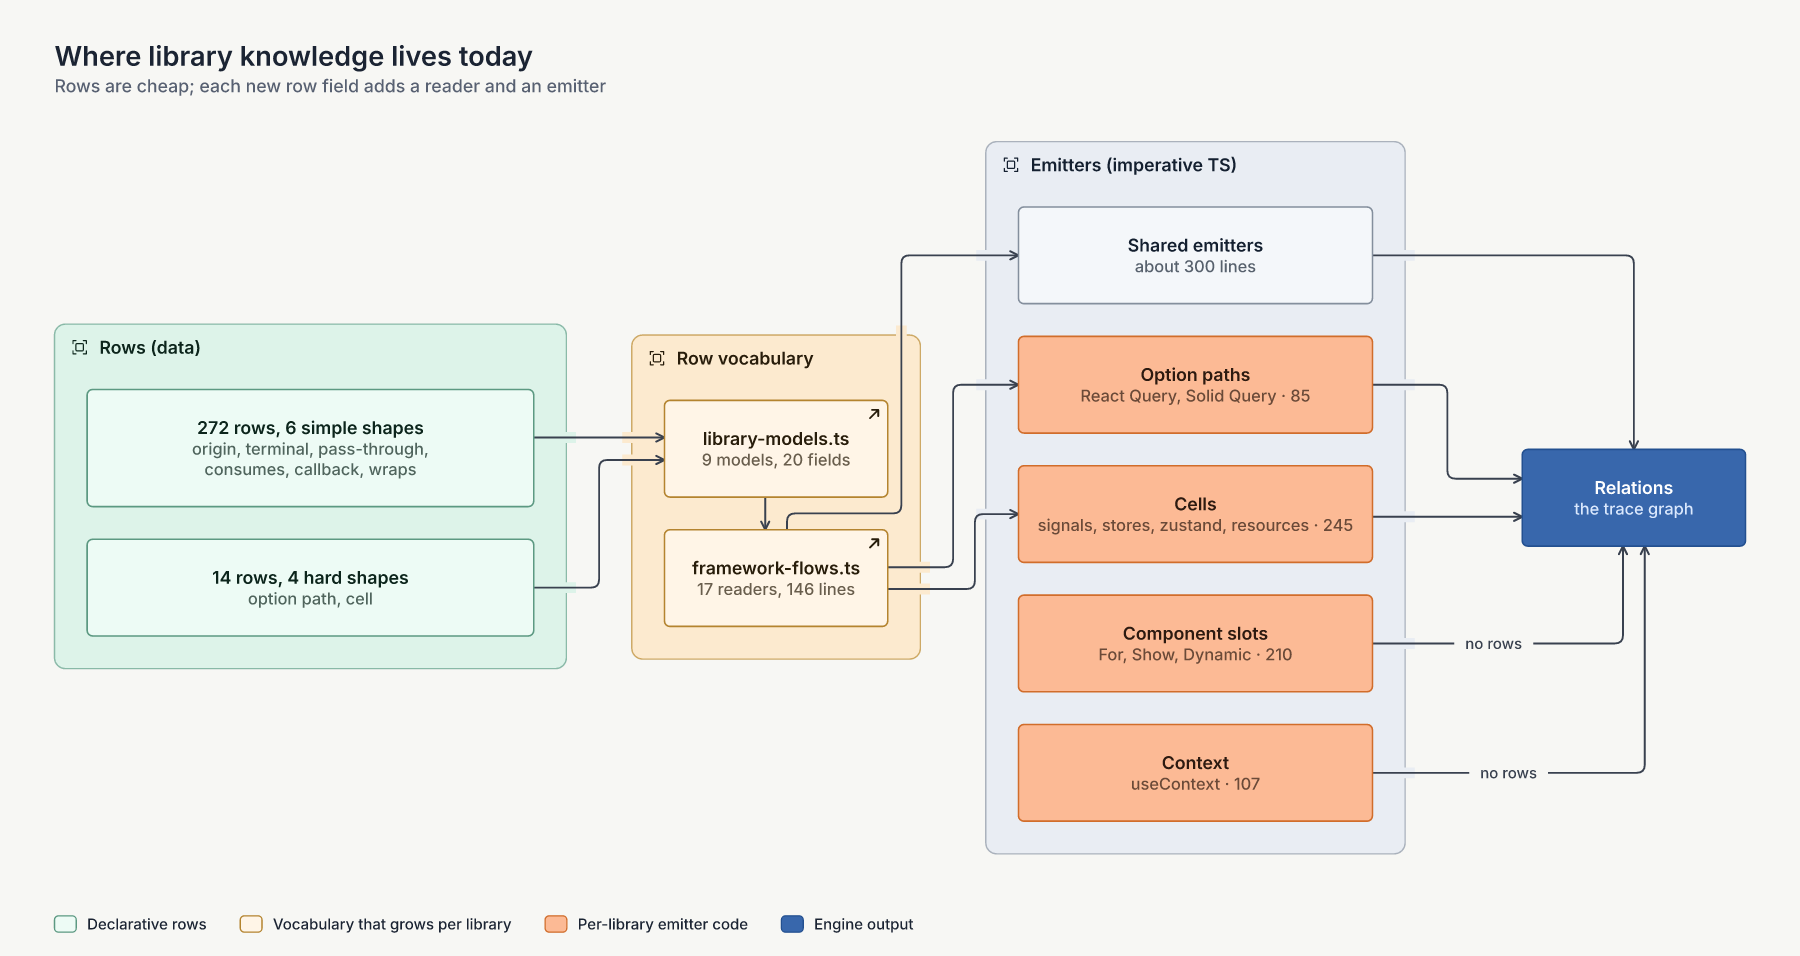 Where library knowledge lives today
Rows are cheap; each new row field adds a reader and an emitter
Rows (data)
272 rows, 6 simple shapes
origin, terminal, pass-through,
consumes, callback, wraps
14 rows, 4 hard shapes
option path, cell
Row vocabulary
library-models.ts
9 models, 20 fields
framework-flows.ts
17 readers, 146 lines
Emitters (imperative TS)
Shared emitters
about 300 lines
Option paths
React Query, Solid Query · 85
Cells
signals, stores, zustand, resources · 245
Component slots
For, Show, Dynamic · 210
Context
useContext · 107
no rows
no rows
Relations
the trace graph
Declarative rows
Vocabulary that grows per library
Per-library emitter code
Engine output